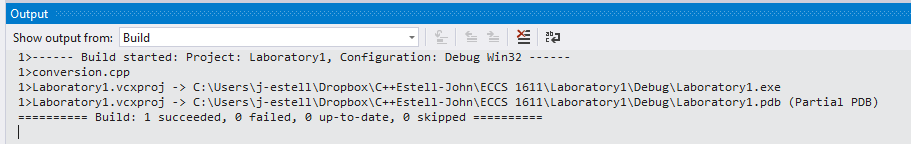 Output
Show output from: Build
1>------ Build started: Project: Laboratory1, Configuration: Debug Win32 ------
1>conversion.cpp
1>Laboratory1.vcxproj -> C:\Users\j-estell\Dropbox\C++Estell-John\ECCS 1611\Laboratory1\Debug\Laboratory1.exe
1>Laboratory1.vcxproj -> C:\Users\j-estell\Dropbox\C++Estell-John\ECCS 1611\Laboratory1\Debug\Laboratory1.pdb (Partial PDB)
========== Build: 1 succeeded, 0 failed, 0 up-to-date, 0 skipped ==========